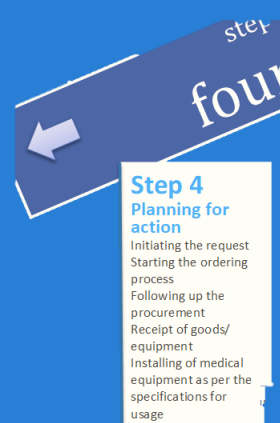 step
four
Step 4
Planning for
action
Initiating the request
Starting the ordering
process
Following up the
procurement
Receipt of goods/
equipment
Installing of medical
equipment as per the
specifications for
usage